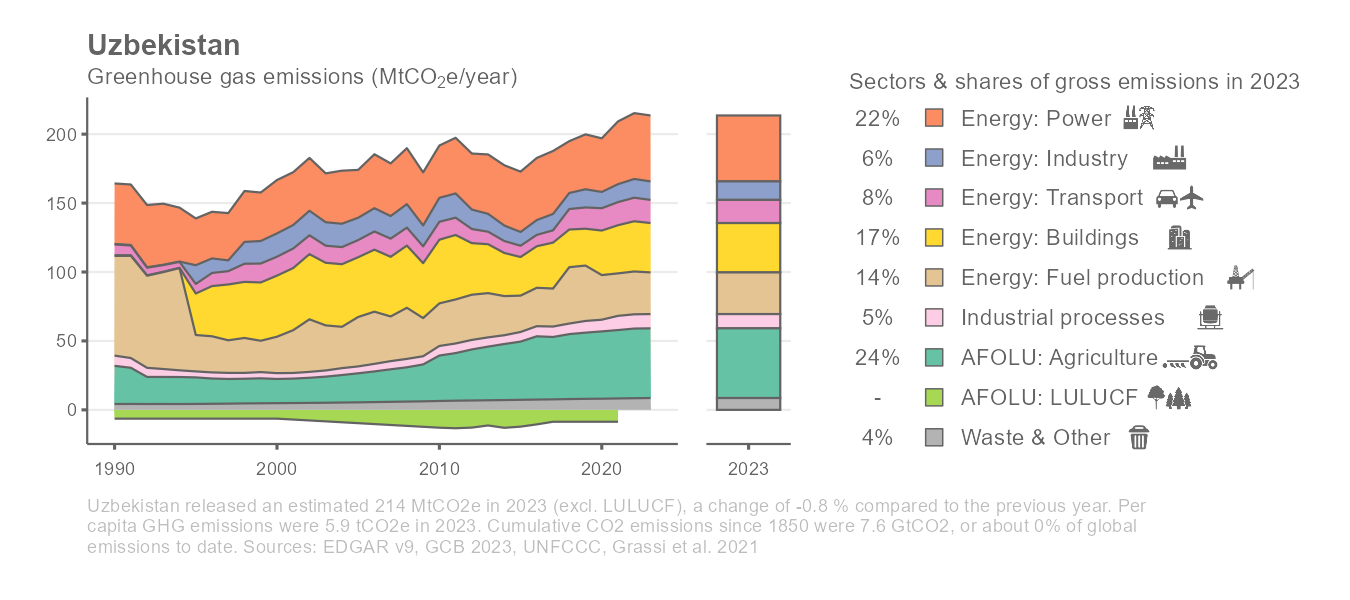 Uzbekistan
Greenhouse gas emissions (MtCO₂e/year)
200
150
100
50
0
1990
2000
2010
2020
2023
Sectors & shares of gross emissions in 2023
22% Energy: Power
6% Energy: Industry
8% Energy: Transport
17% Energy: Buildings
14% Energy: Fuel production
5% Industrial processes
24% AFOLU: Agriculture
- AFOLU: LULUCF
4% Waste & Other
Uzbekistan released an estimated 214 MtCO2e in 2023 (excl. LULUCF), a change of -0.8 % compared to the previous year. Per
capita GHG emissions were 5.9 tCO2e in 2023. Cumulative CO2 emissions since 1850 were 7.6 GtCO2, or about 0% of global
emissions to date. Sources: EDGAR v9, GCB 2023, UNFCCC, Grassi et al. 2021